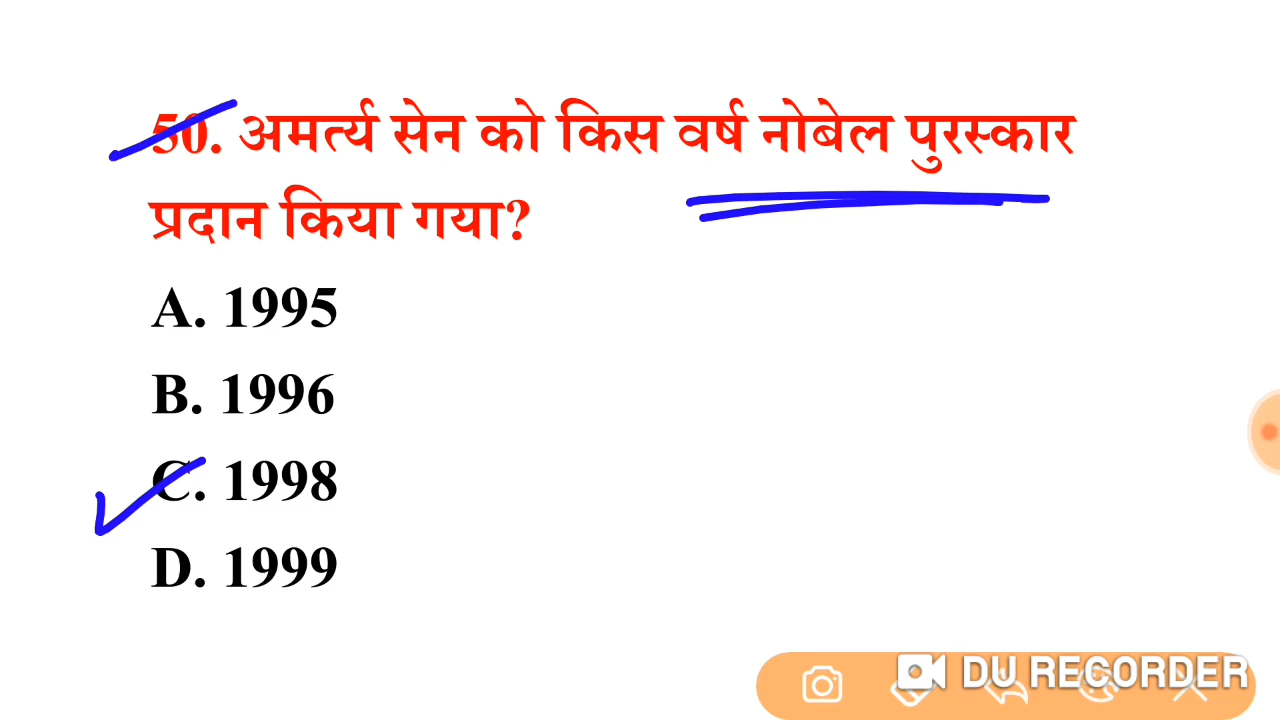 50. अमर्त्य सेन को किस वर्ष नोबेल पुरस्कार
प्रदान किया गया?
A. 1995
B. 1996
C. 1998
D. 1999
DU RECORDER